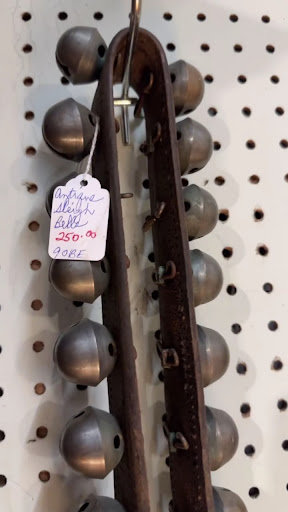 Antique
Sleigh
Bells
250.00
90BE